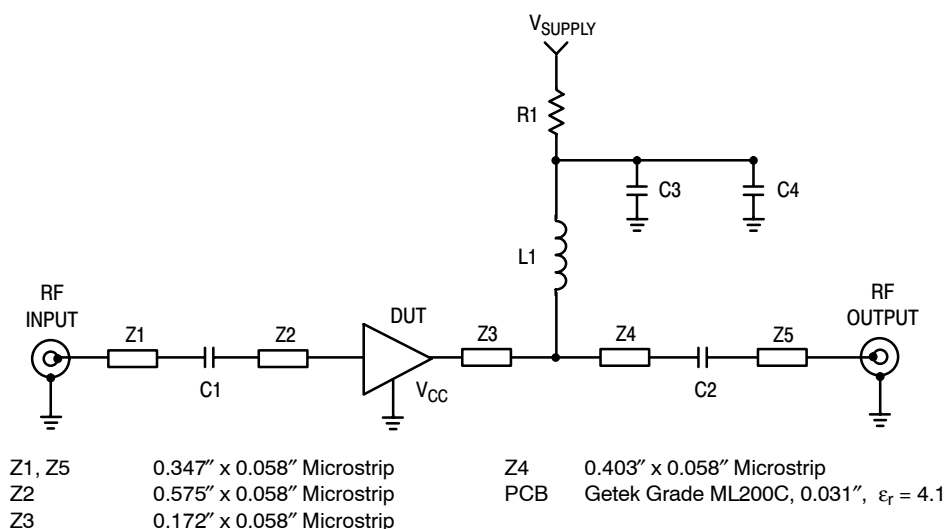 VSUPPLY
R1
C3
C4
L1
RF
INPUT
Z1
Z2
DUT
Z3
Z4
Z5
RF
OUTPUT
C1
VCC
C2
Z1, Z5 0.347″ x 0.058″ Microstrip
Z2 0.575″ x 0.058″ Microstrip
Z3 0.172″ x 0.058″ Microstrip
Z4 0.403″ x 0.058″ Microstrip
PCB Getek Grade ML200C, 0.031″, εr = 4.1